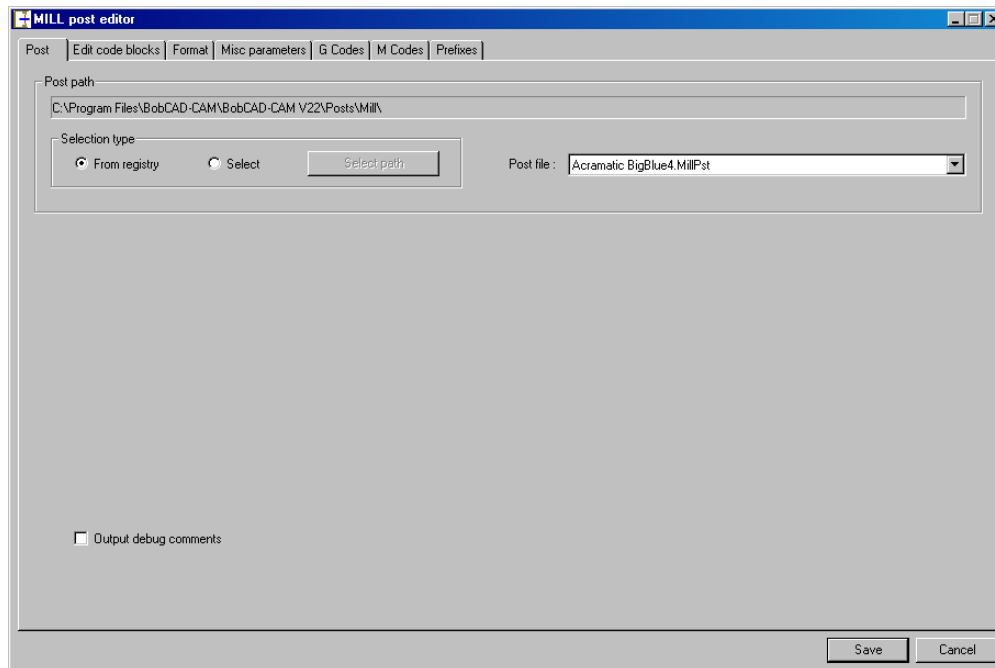 MILL post editor
Post Edit code blocks Format Misc parameters G Codes M Codes Prefixes
Post path
C:\Program Files\BobCAD-CAM\BobCAD-CAM V22\Posts\Mill\
Selection type
From registry Select Select path Post file : Acramatic BigBlue4.MillPst
Output debug comments
Save Cancel